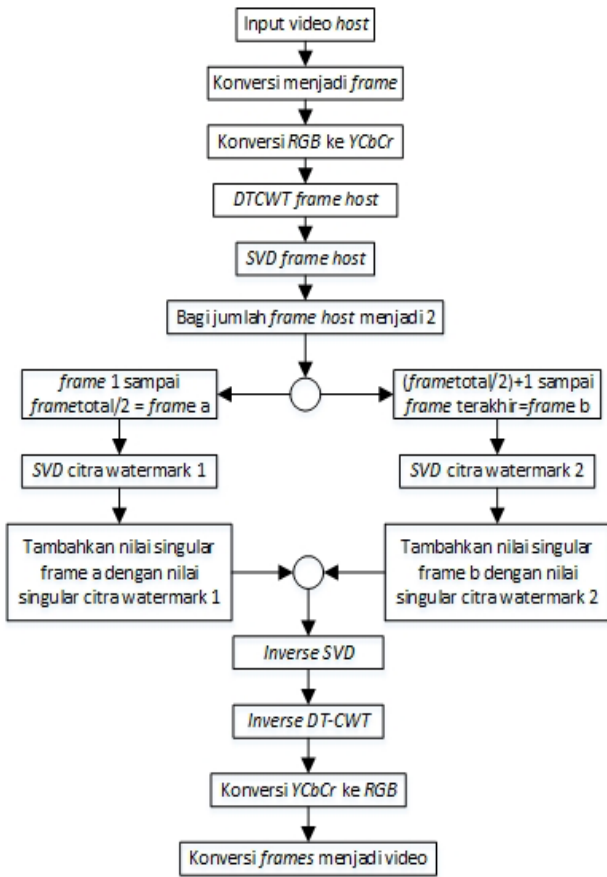 Input video host
Konversi menjadi frame
Konversi RGB ke YCbCr
DTCWT frame host
SVD frame host
Bagi jumlah frame host menjadi 2
frame 1 sampai
frametotal/2 = frame a
(frametotal/2)+1 sampai
frame terakhir=frame b
SVD citra watermark 1
SVD citra watermark 2
Tambahkan nilai singular
frame a dengan nilai
singular citra watermark 1
Tambahkan nilai singular
frame b dengan nilai
singular citra watermark 2
Inverse SVD
Inverse DT-CWT
Konversi YCbCr ke RGB
Konversi frames menjadi video